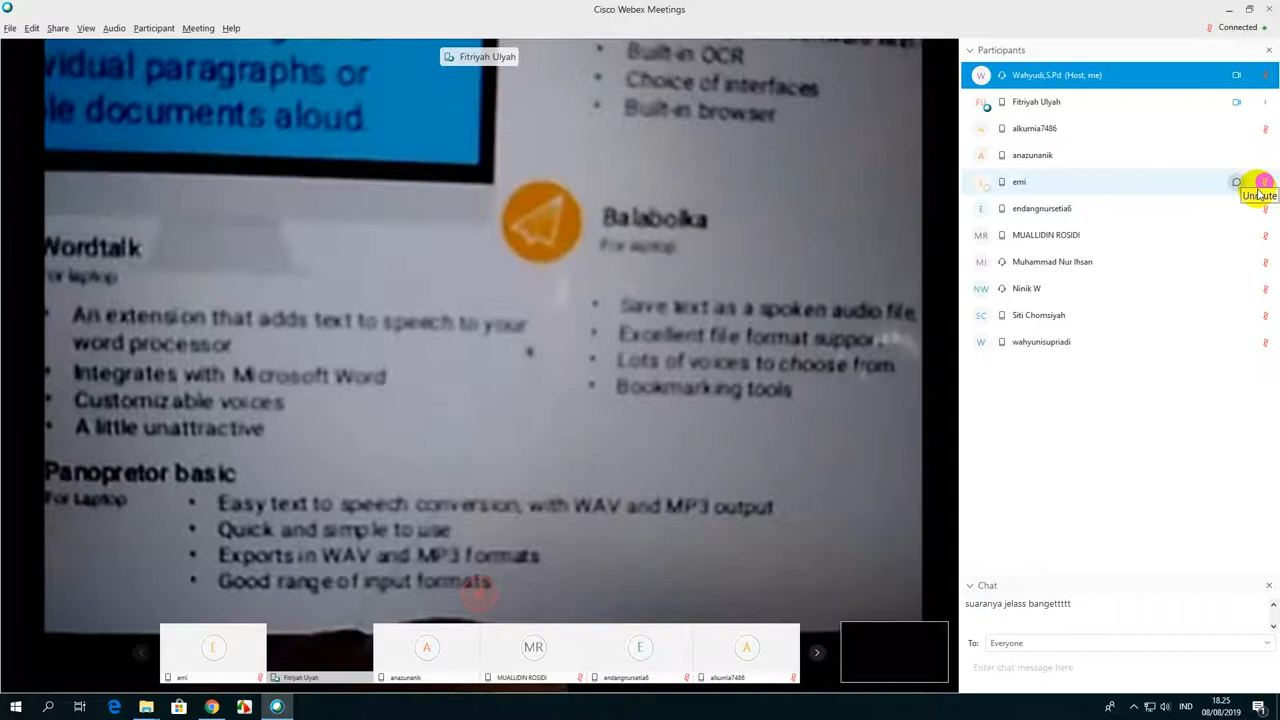 Cisco Webex Meetings
File Edit Share View Audio Participant Meeting Help
Connected
Fitriyah Ulyah
vidual paragraphs or
le documents aloud.
Built-in OCR
Choice of interfaces
Built-in browser
Wordtalk
For laptop
An extension that adds text to speech to your
word processor
Integrates with Microsoft Word
Customizable voices
A little unattractive
Balabolka
For laptop
Save text as a spoken audio file,
Excellent file format suppor
Lots of voices to choose from
Bookmarking tools
Panopretor basic
For Laptop
Easy text to speech conversion, with WAV and MP3 output
Quick and simple to use
Exports in WAV and MP3 formats
Good range of input formats
E
emi
Fitriyah Ulyah
A
anazunanik
MR
MUALLIDIN ROSIDI
E
endangnursetia6
A
alkurnia7486
Participants
W Wahyudi,S.Pd (Host, me)
FU Fitriyah Ulyah
alkurnia7486
A anazunanik
E emi
Unmute
E endangnursetia6
MR MUALLIDIN ROSIDI
MI Muhammad Nur Ihsan
NW Ninik W
SC Siti Chomsiyah
W wahyunisupriadi
Chat
suaranya jelass bangettttt
To: Everyone
Enter chat message here
IND
18.25
08/08/2019